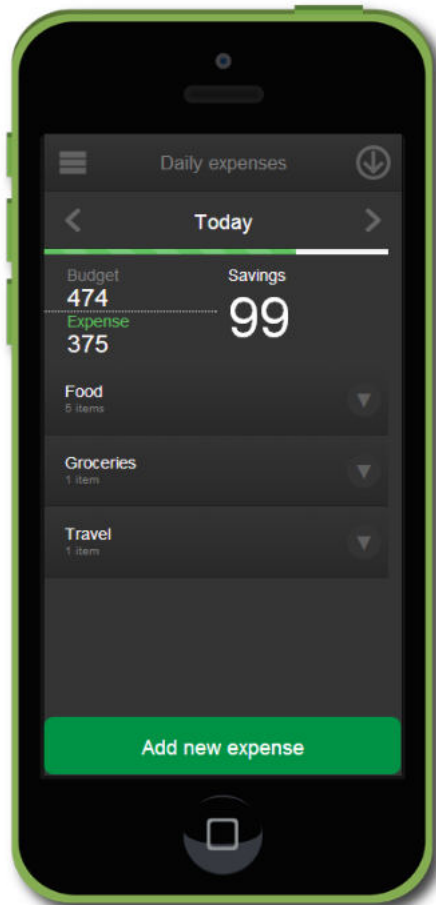 Daily expenses
Today
Budget
474
Expense
375
Savings
99
Food
5 items
Groceries
1 item
Travel
1 item
Add new expense